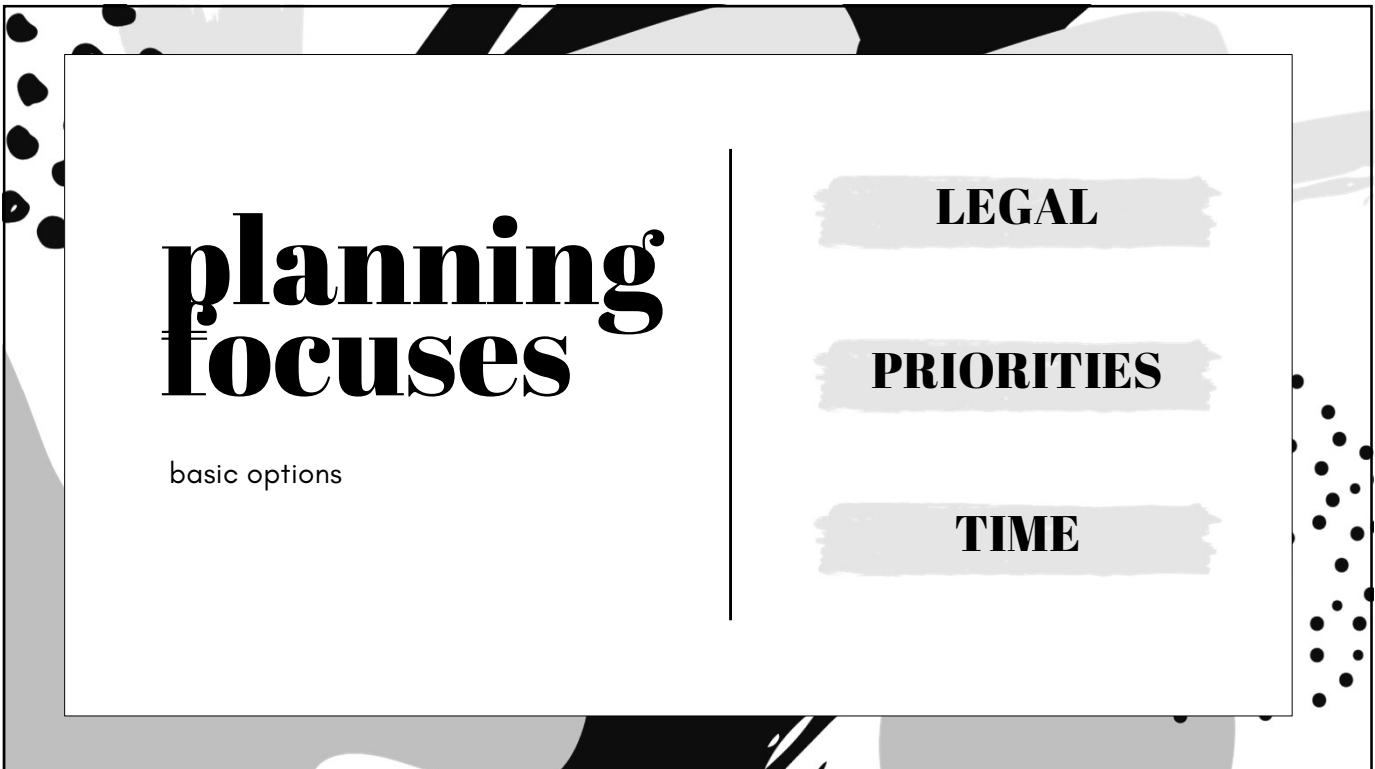 planning
focuses
basic options
LEGAL
PRIORITIES
TIME